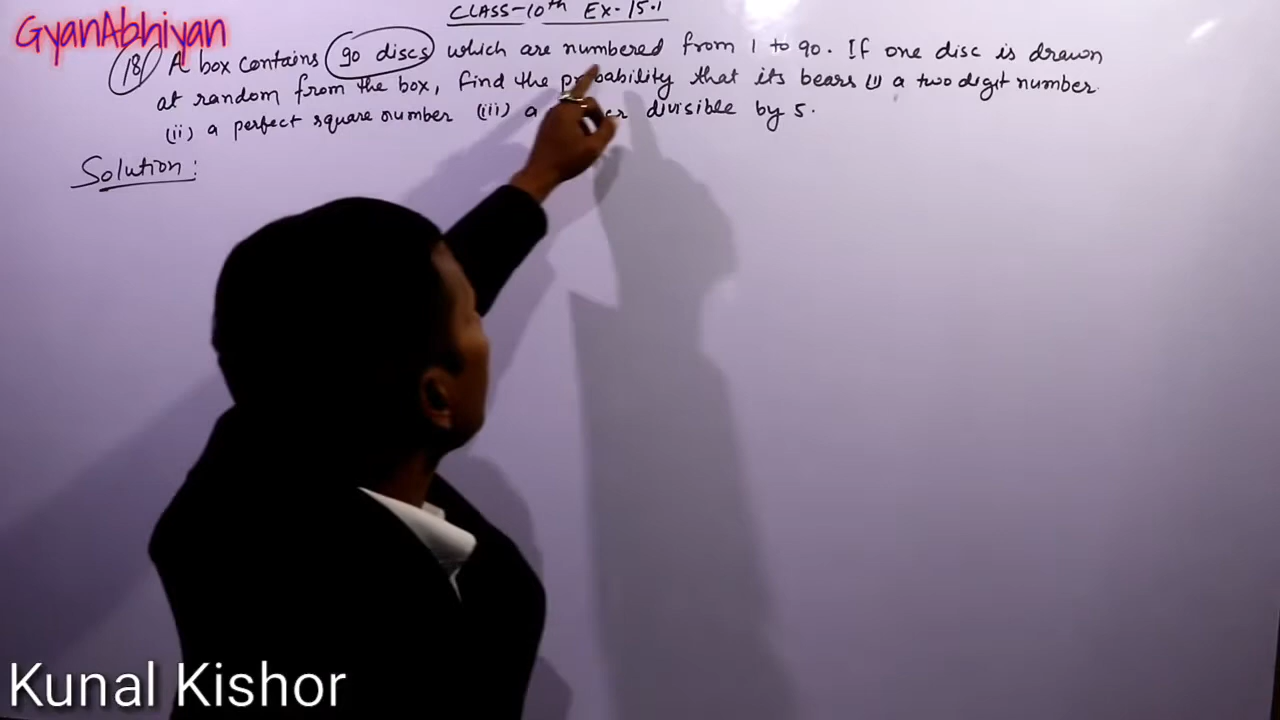 CLASS-10th EX-15.1
GyanAbhiyan
(18) A box contains 90 discs which are numbered from 1 to 90. If one disc is drawn
at random from the box, find the probability that its bears (i) a two digit number.
(ii) a perfect square number (iii) a divisible by 5.
Solution:
Kunal Kishor